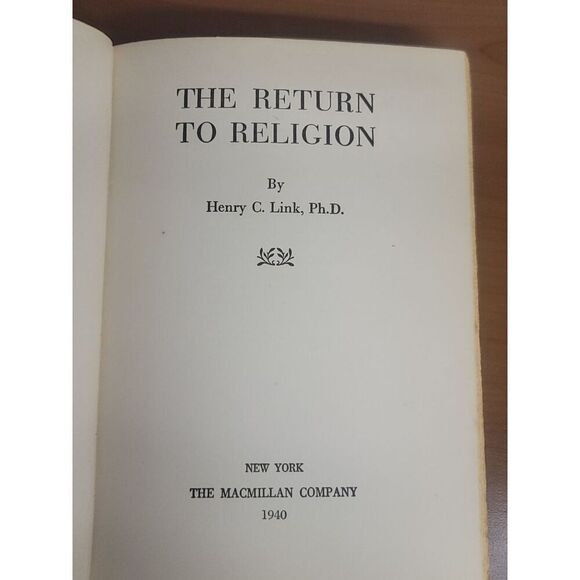 THE RETURN
TO RELIGION
By
Henry C. Link, Ph.D.
NEW YORK
THE MACMILLAN COMPANY
1940